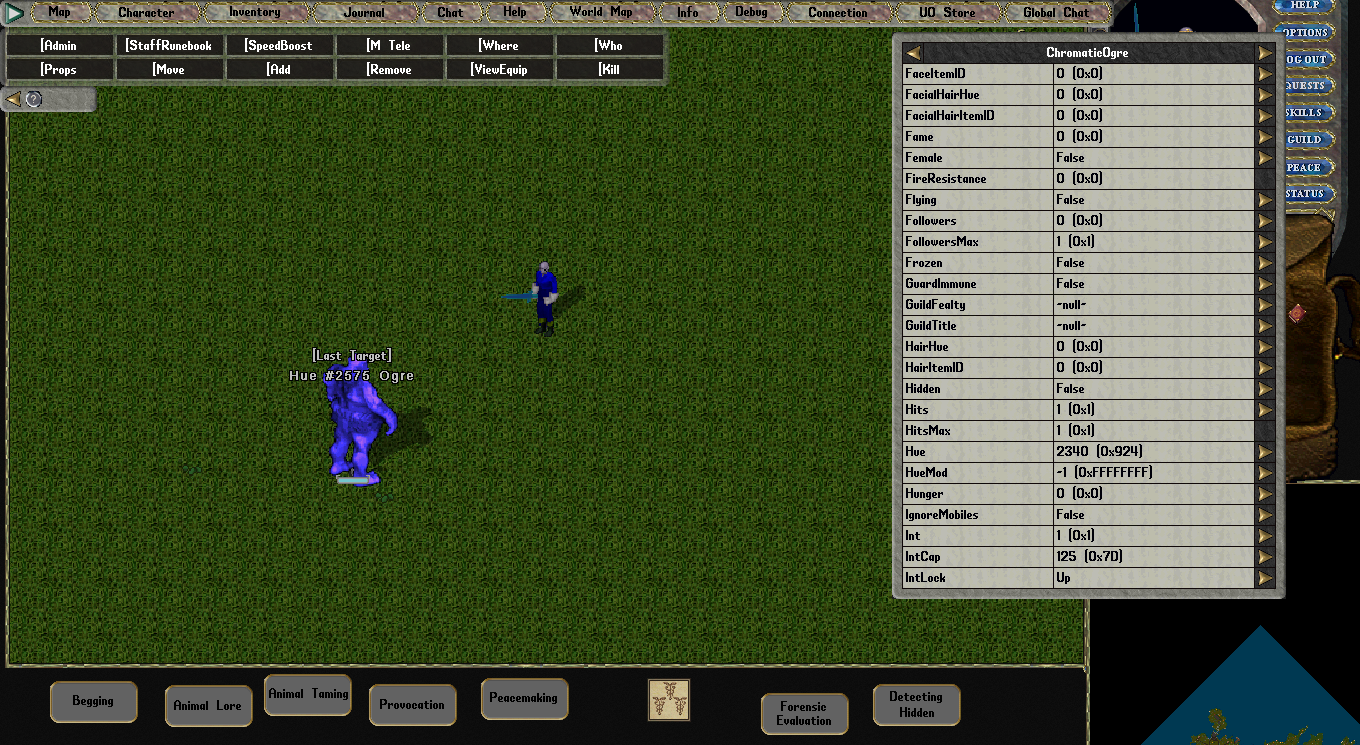 Map Character Inventory Journal Chat Help World Map Info Debug Connection UO Store Global Chat
[Admin [StaffRunebook [SpeedBoost [M Tele [Where [Who
[Props [Move [Add [Remove [ViewEquip [Kill
?
HELP
OPTIONS
LOG OUT
QUESTS
SKILLS
GUILD
PEACE
STATUS
ChromaticOgre
FaceItemID 0 (0x0)
FacialHairHue 0 (0x0)
FacialHairItemID 0 (0x0)
Fame 0 (0x0)
Female False
FireResistance 0 (0x0)
Flying False
Followers 0 (0x0)
FollowersMax 1 (0x1)
Frozen False
GuardImmune False
GuildFealty -null-
GuildTitle -null-
HairHue 0 (0x0)
HairItemID 0 (0x0)
Hidden False
Hits 1 (0x1)
HitsMax 1 (0x1)
Hue 2340 (0x924)
HueMod -1 (0xFFFFFFFF)
Hunger 0 (0x0)
IgnoreMobiles False
Int 1 (0x1)
IntCap 125 (0x7D)
IntLock Up
[Last Target]
Hue #2575 Ogre
Begging
Animal Lore
Animal Taming
Provocation
Peacemaking
Forensic
Evaluation
Detecting
Hidden